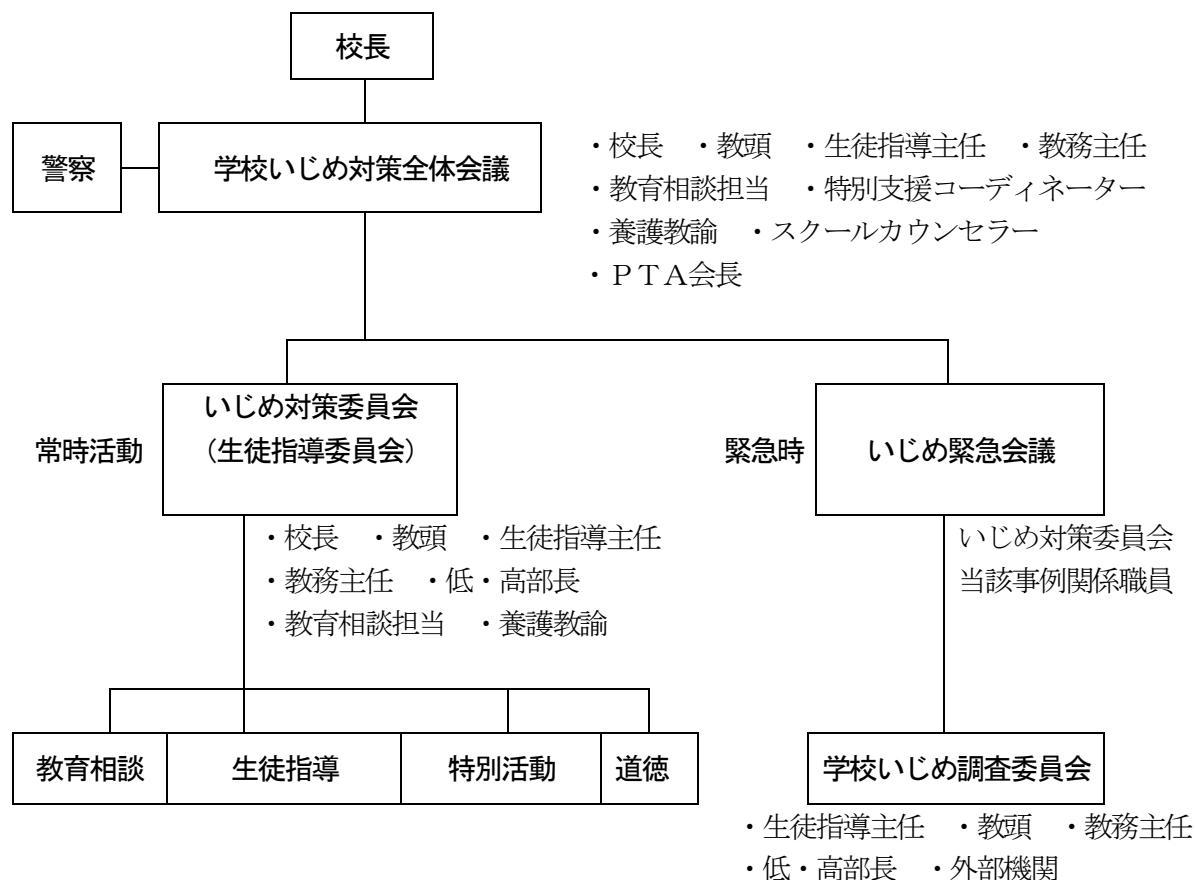 校長
警察
学校いじめ対策全体会議
・校長　・教頭　・生徒指導主任　・教務主任
・教育相談担当　・特別支援コーディネーター
・養護教諭　・スクールカウンセラー
・ＰＴＡ会長
常時活動
いじめ対策委員会
（生徒指導委員会）
緊急時
いじめ緊急会議
・校長　・教頭　・生徒指導主任
・教務主任　・低・高部長
・教育相談担当　・養護教諭
いじめ対策委員会
当該事例関係職員
教育相談
生徒指導
特別活動
道徳
学校いじめ調査委員会
・生徒指導主任　・教頭　・教務主任
・低・高部長　・外部機関